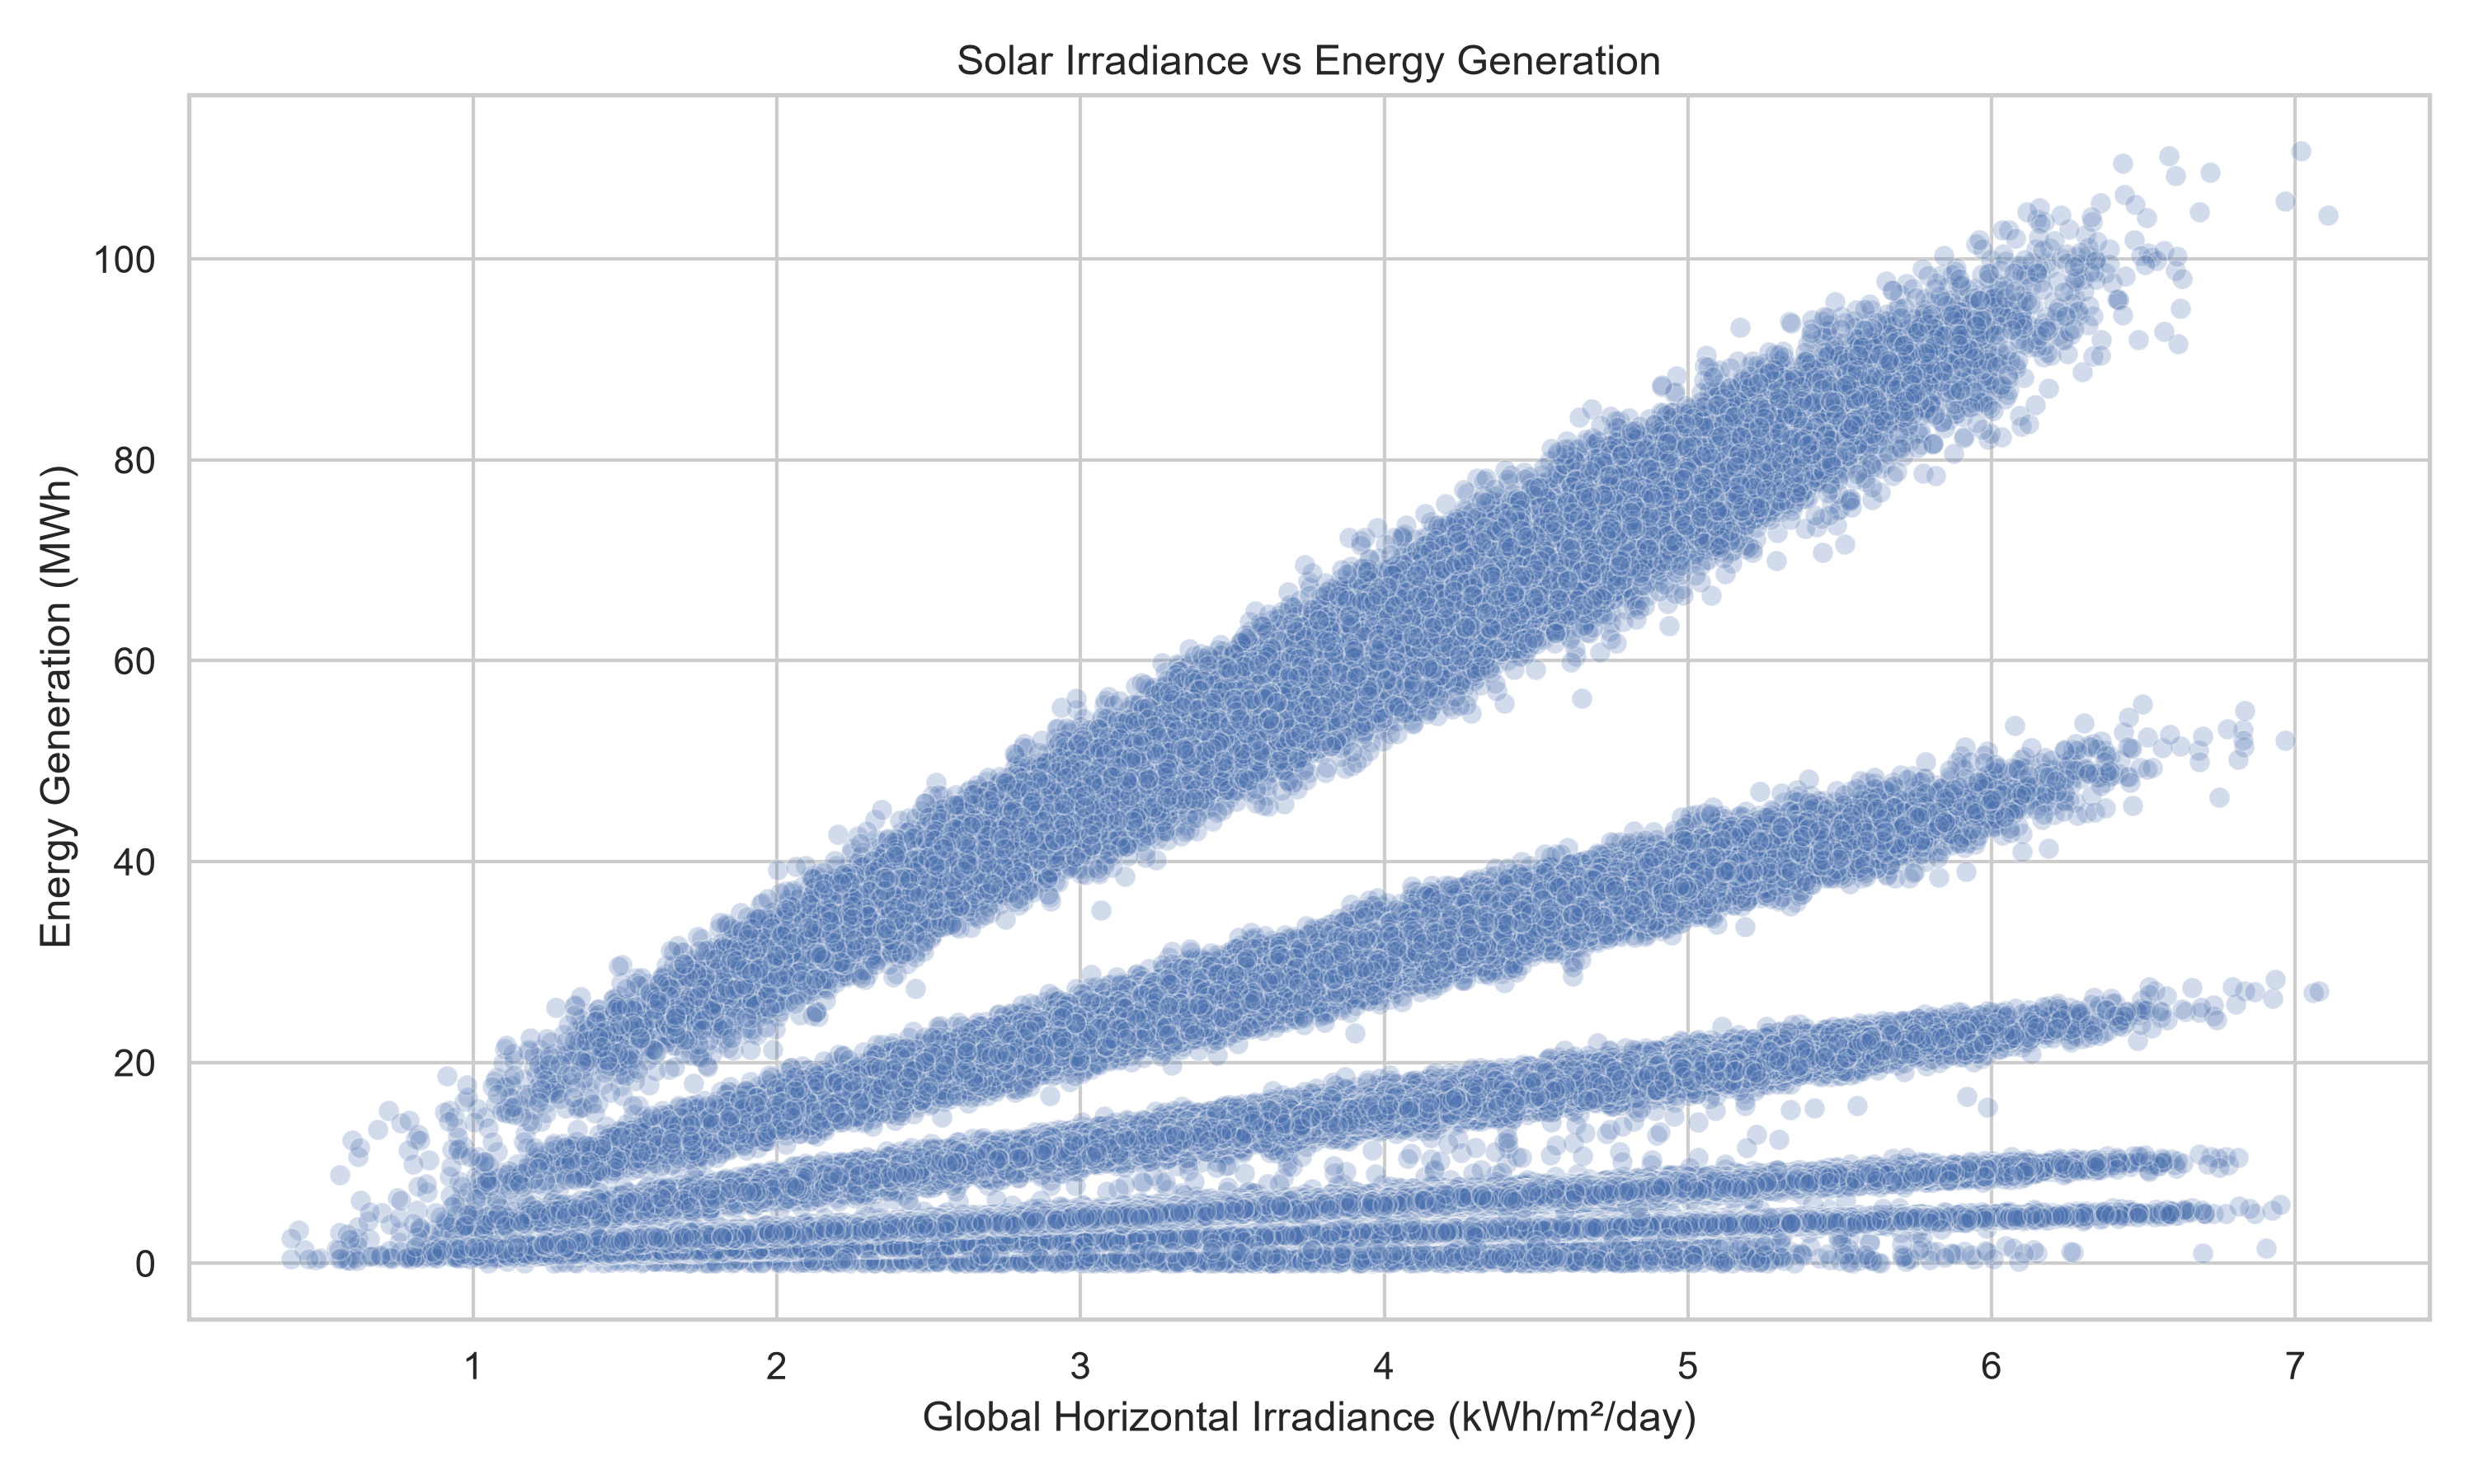 Solar Irradiance vs Energy Generation
Energy Generation (MWh)
100
80
60
40
20
0
1 2 3 4 5 6 7
Global Horizontal Irradiance (kWh/m²/day)